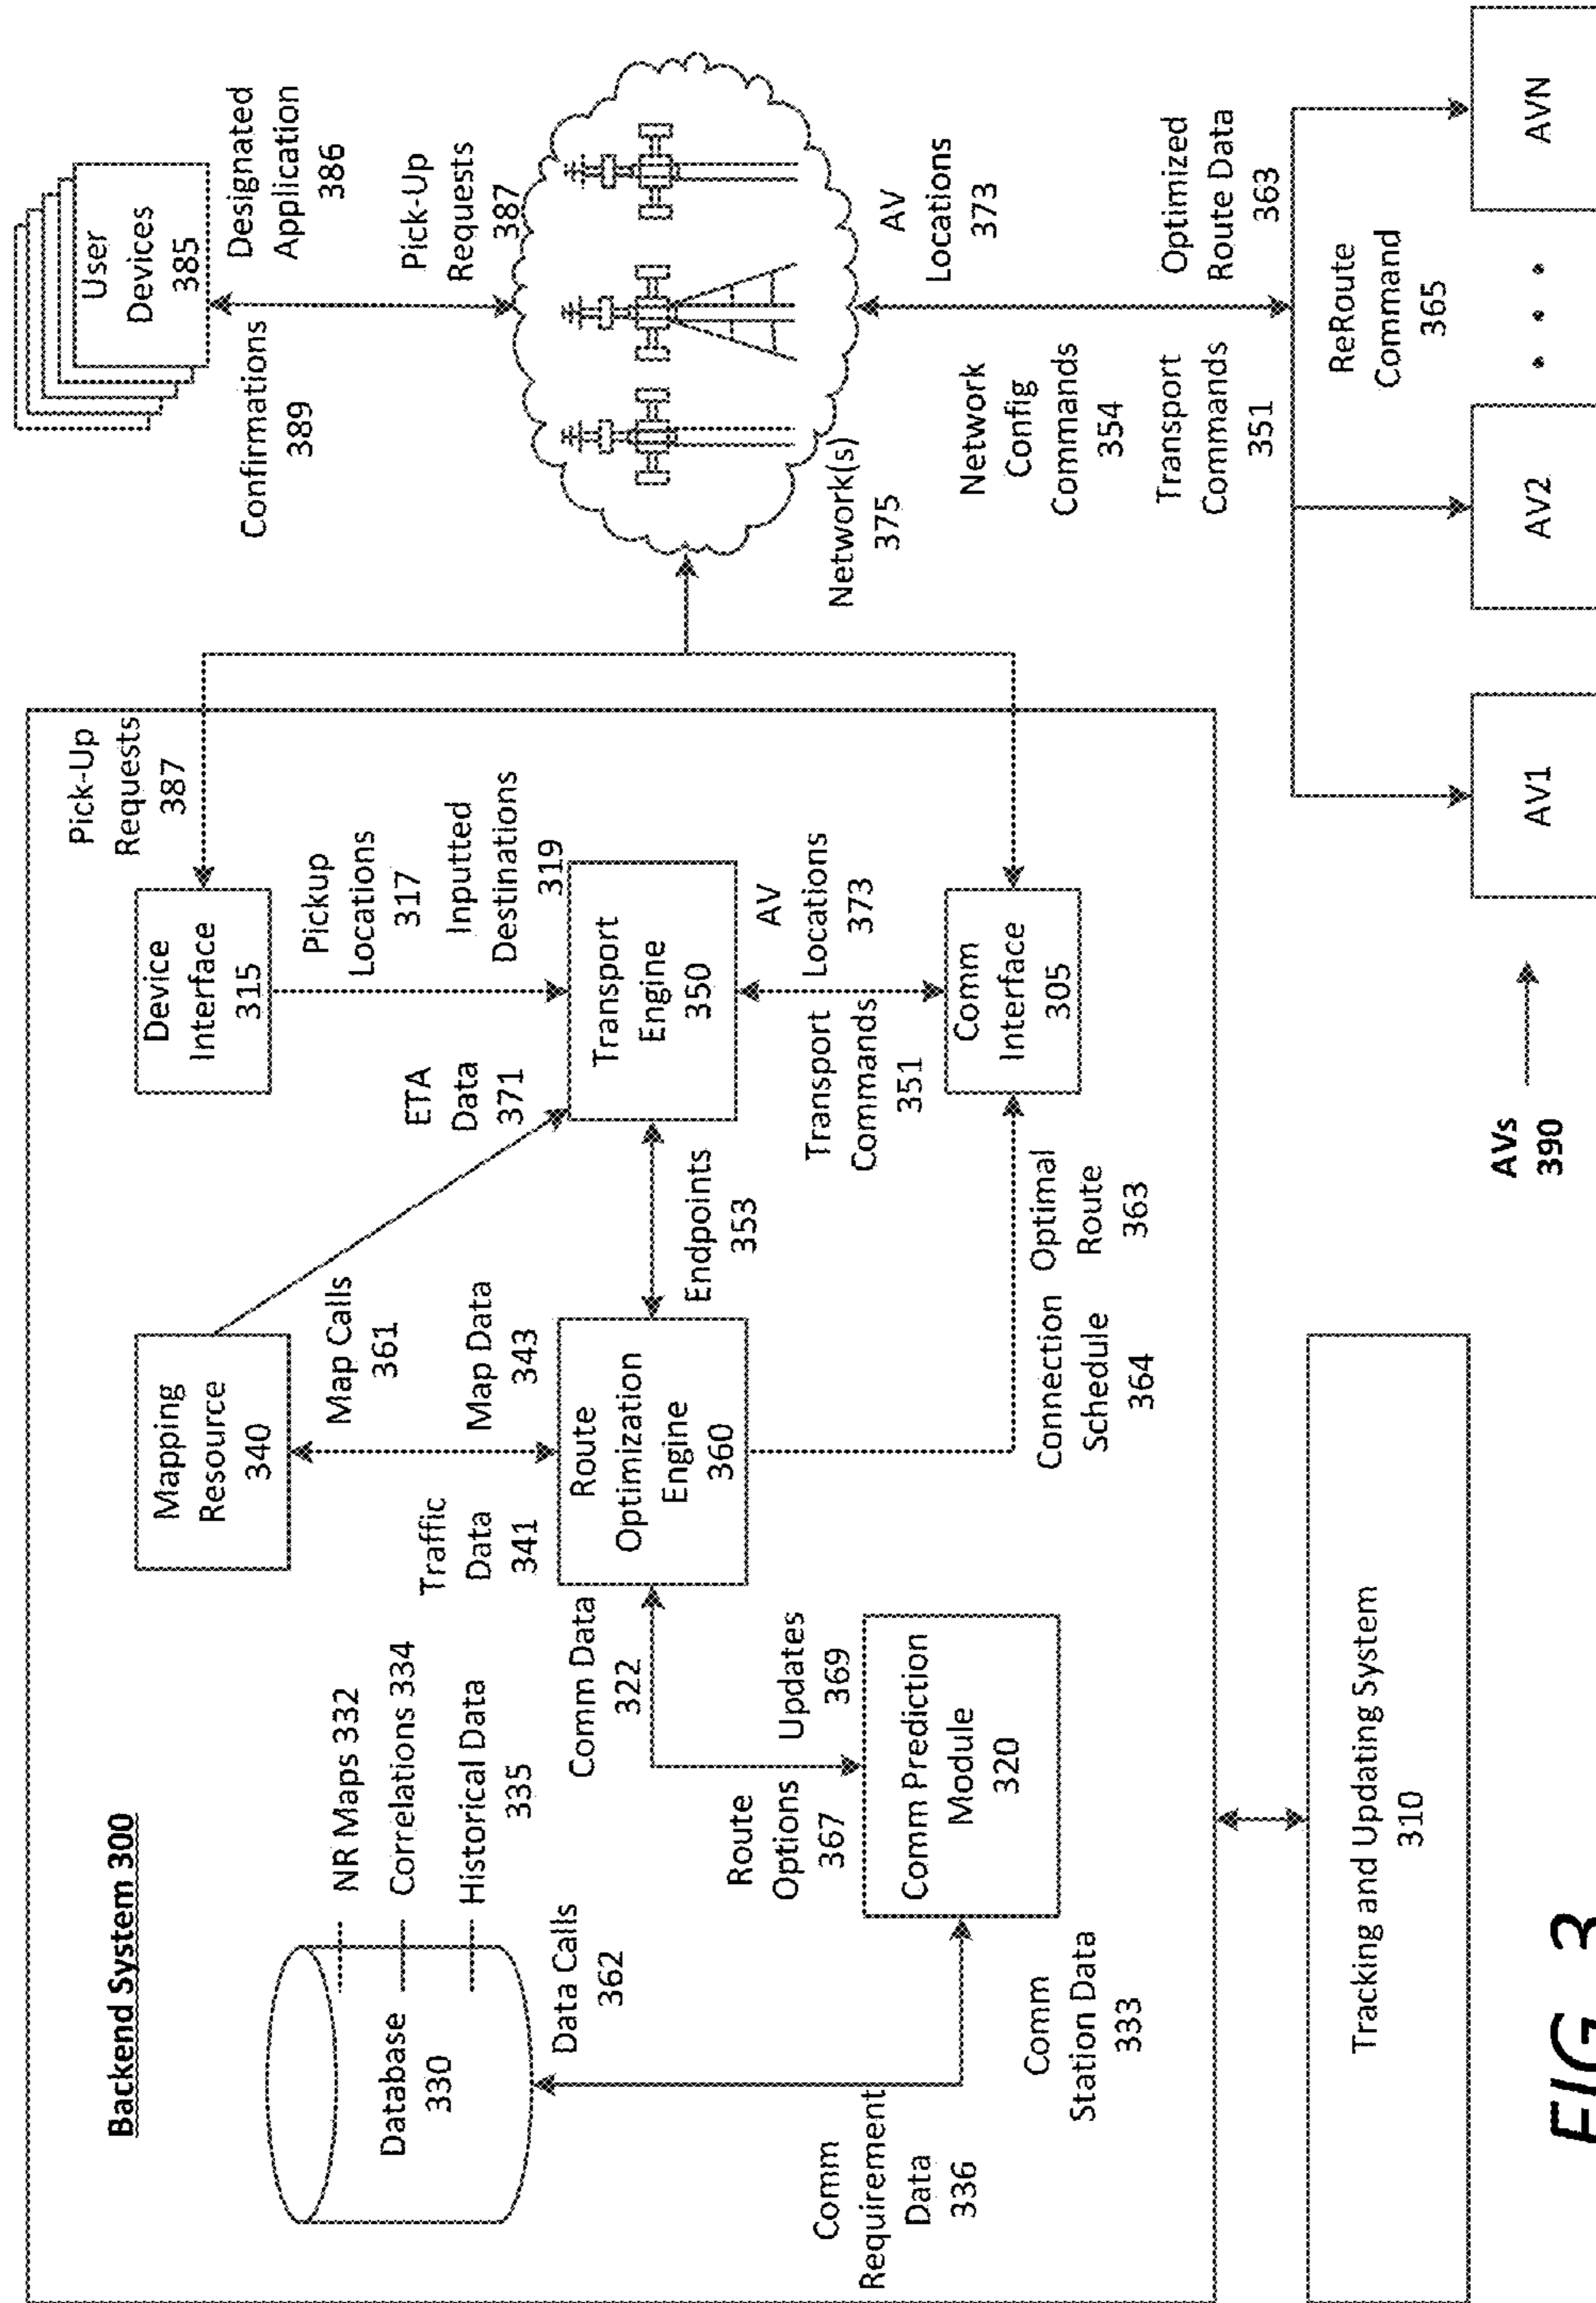 Backend System 300
Database
330
NR Maps 332
Correlations 334
Historical Data
335
Data Calls
362
Comm
Requirement
Data
336
Comm
Station Data
333
Comm Prediction
Module
320
Route
Options
367
Updates
369
Comm Data
322
Mapping
Resource
340
Traffic
Data
341
Map Calls
361
Map Data
343
Route
Optimization
Engine
360
Endpoints
353
Connection
Schedule
364
Optimal
Route
363
ETA
Data
371
Device
Interface
315
Pick-Up
Requests
387
Pickup
Locations
317
Inputted
Destinations
319
Transport
Engine
350
Transport
Commands
351
AV
Locations
373
Comm
Interface
305
Tracking and Updating System
310
User
Devices
385
Designated
Application
386
Confirmations
389
Pick-Up
Requests
387
Network(s)
375
Network
Config
Commands
354
AV
Locations
373
Transport
Commands
351
Optimized
Route Data
363
ReRoute
Command
365
AVs
390
AV1
AV2
• • •
AVN
FIG. 3